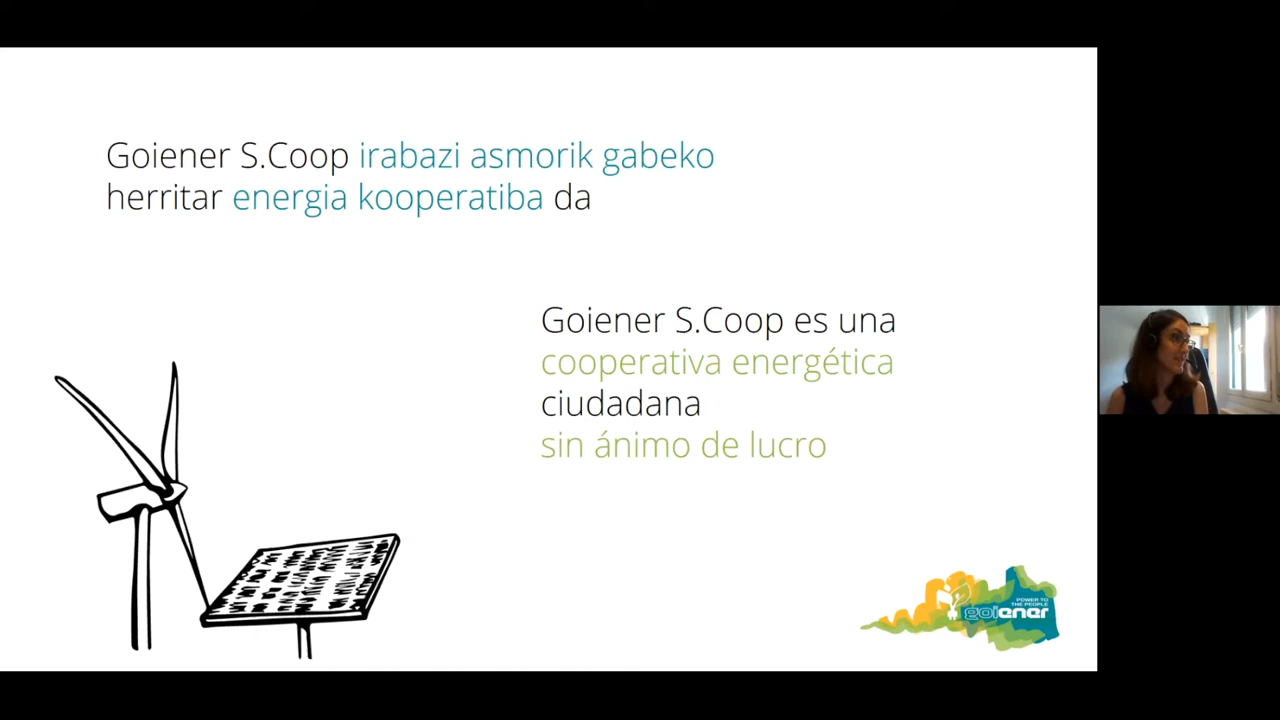 Goiener S.Coop irabazi asmorik gabeko
herritar energia kooperatiba da
Goiener S.Coop es una
cooperativa energética
ciudadana
sin ánimo de lucro
POWER TO
THE PEOPLE
goiener